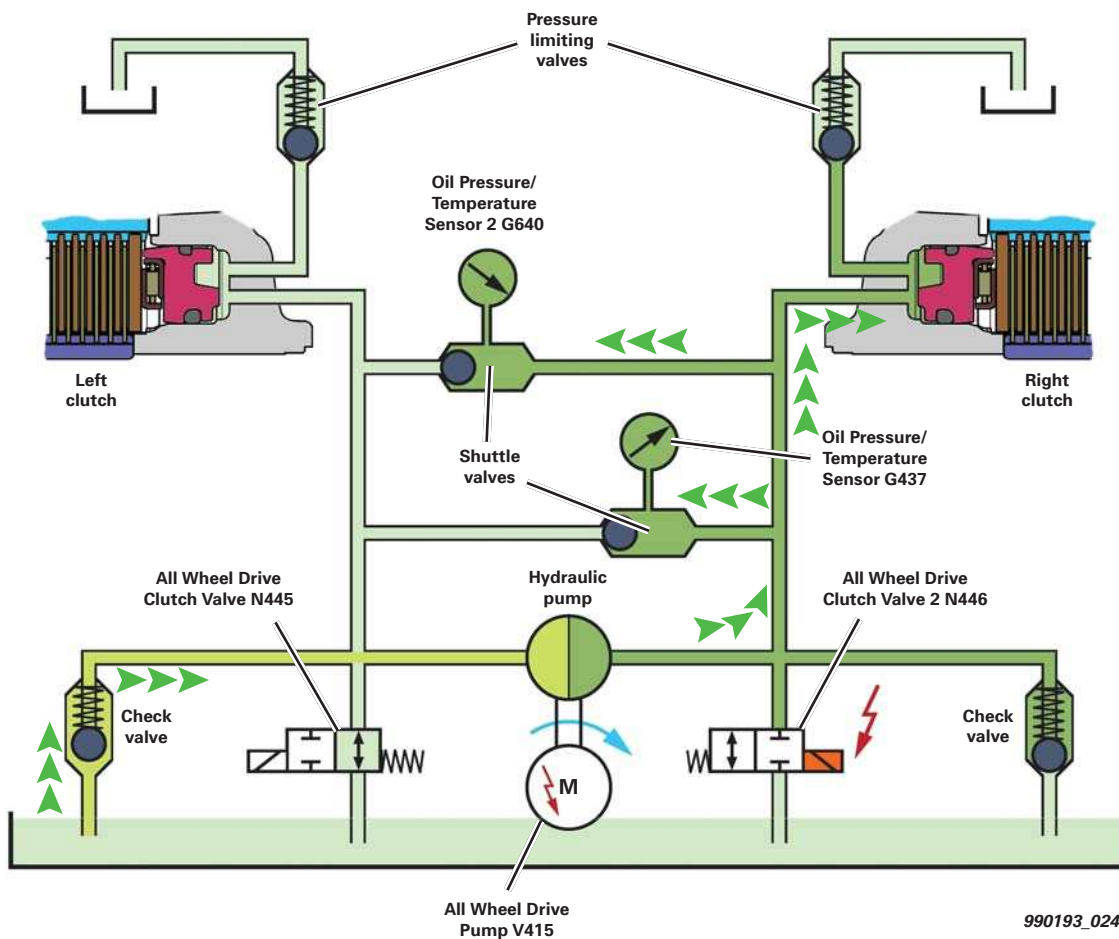 Pressure
limiting
valves
Oil Pressure/
Temperature
Sensor 2 G640
Left
clutch
Right
clutch
Shuttle
valves
Oil Pressure/
Temperature
Sensor G437
All Wheel Drive
Clutch Valve N445
Hydraulic
pump
All Wheel Drive
Clutch Valve 2 N446
Check
valve
Check
valve
M
All Wheel Drive
Pump V415
990193_024